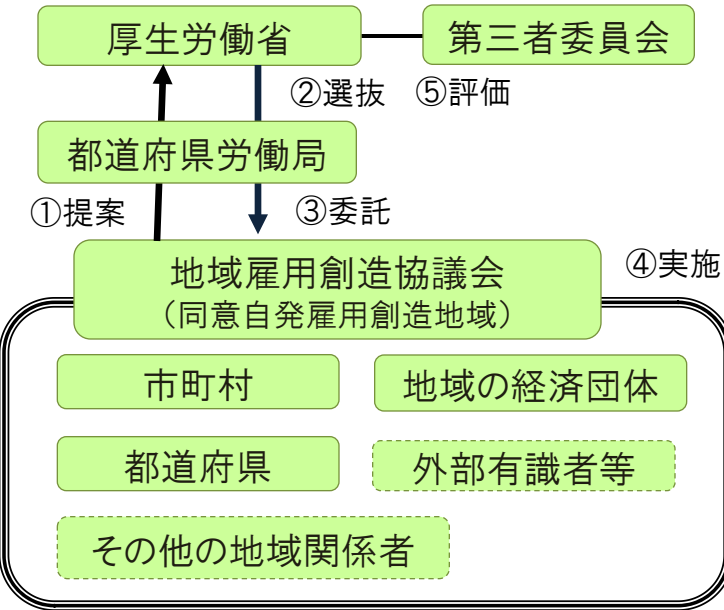 厚生労働省
第三者委員会
②選抜
⑤評価
都道府県労働局
①提案
③委託
地域雇用創造協議会
（同意自発雇用創造地域）
④実施
市町村
地域の経済団体
都道府県
外部有識者等
その他の地域関係者